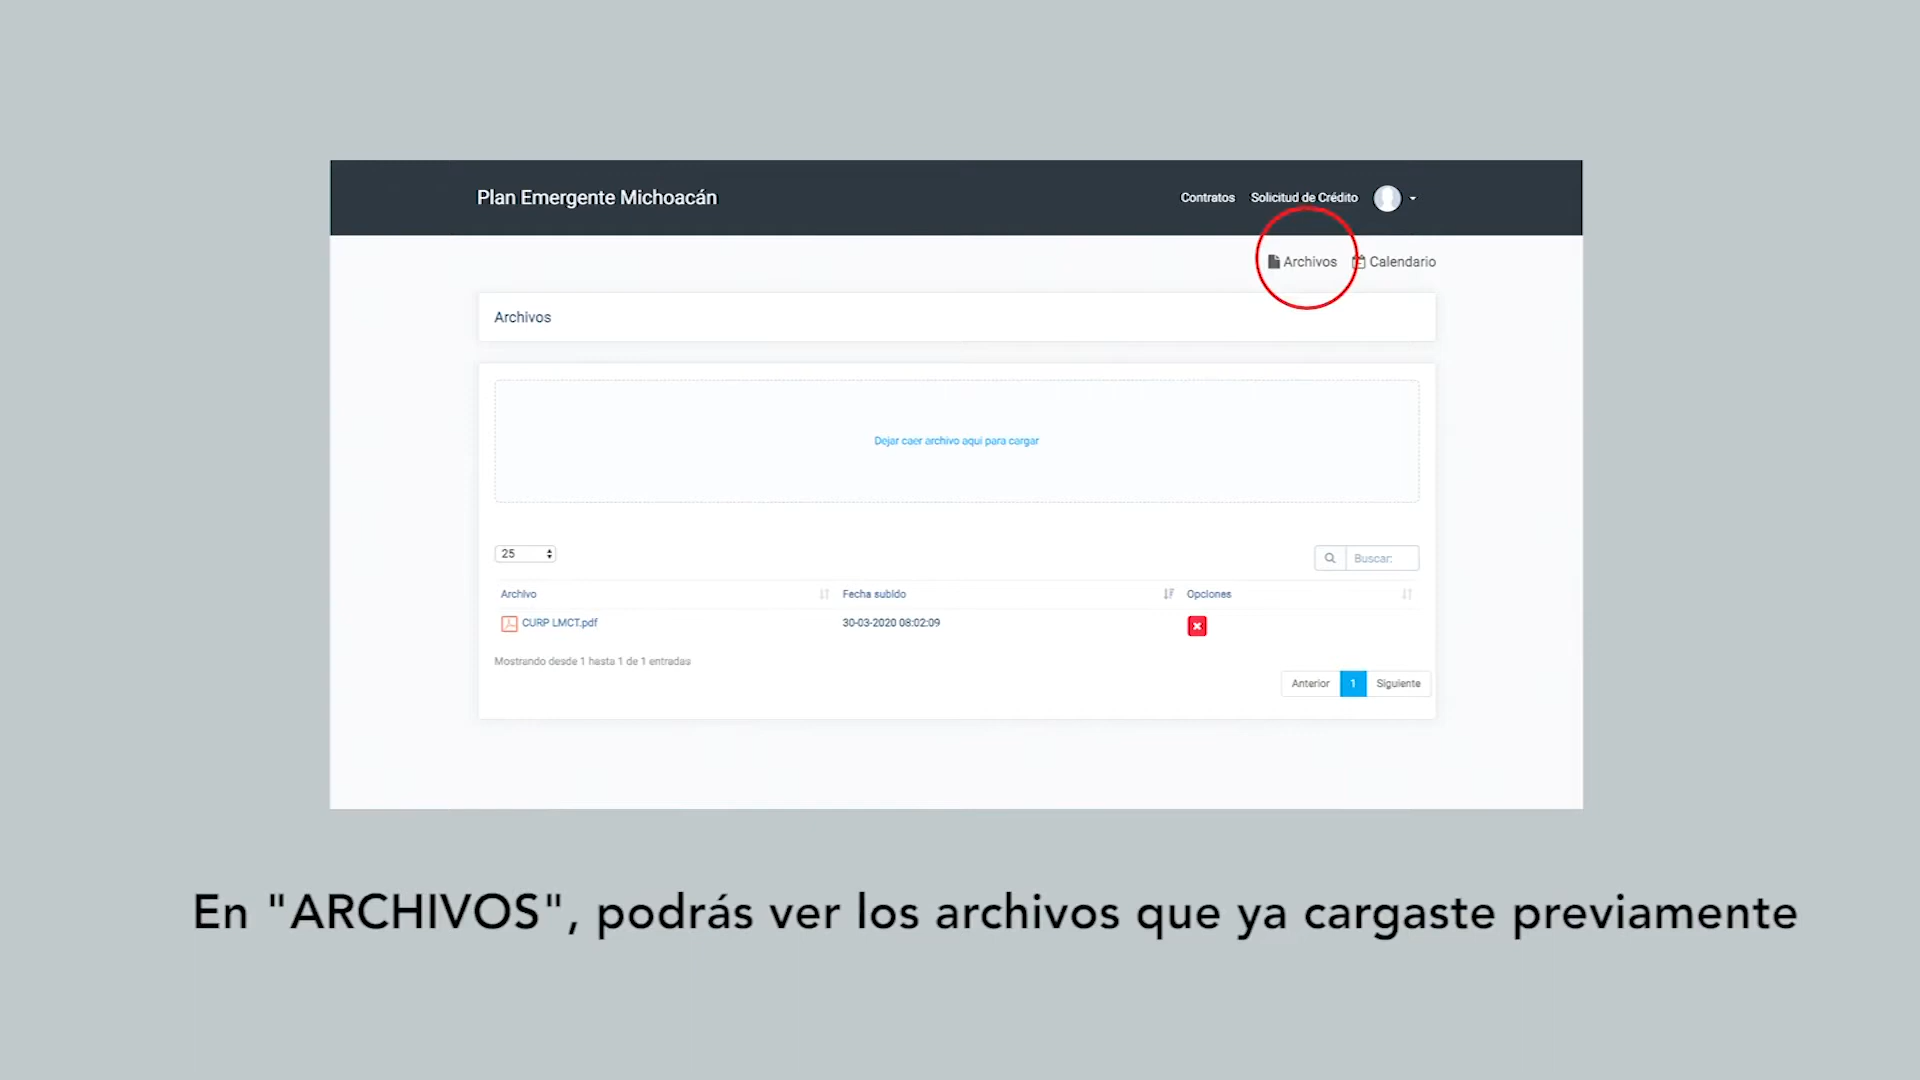 Plan Emergente Michoacán
Contratos Solicitud de Crédito
Archivos Calendario
Archivos
Dejar caer archivo aqui para cargar
25
Buscar:
Archivo Fecha subido Opciones
CURP LMCT.pdf 30-03-2020 08:02:09
Mostrando desde 1 hasta 1 de 1 entradas
Anterior 1 Siguiente
En "ARCHIVOS", podrás ver los archivos que ya cargaste previamente